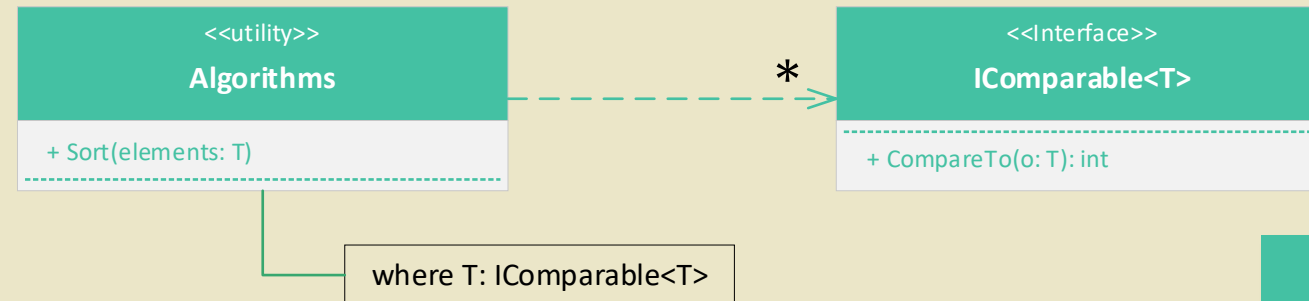 <<utility>>
Algorithms
+ Sort(elements: T)
*
<<Interface>>
IComparable<T>
+ CompareTo(o: T): int
where T: IComparable<T>